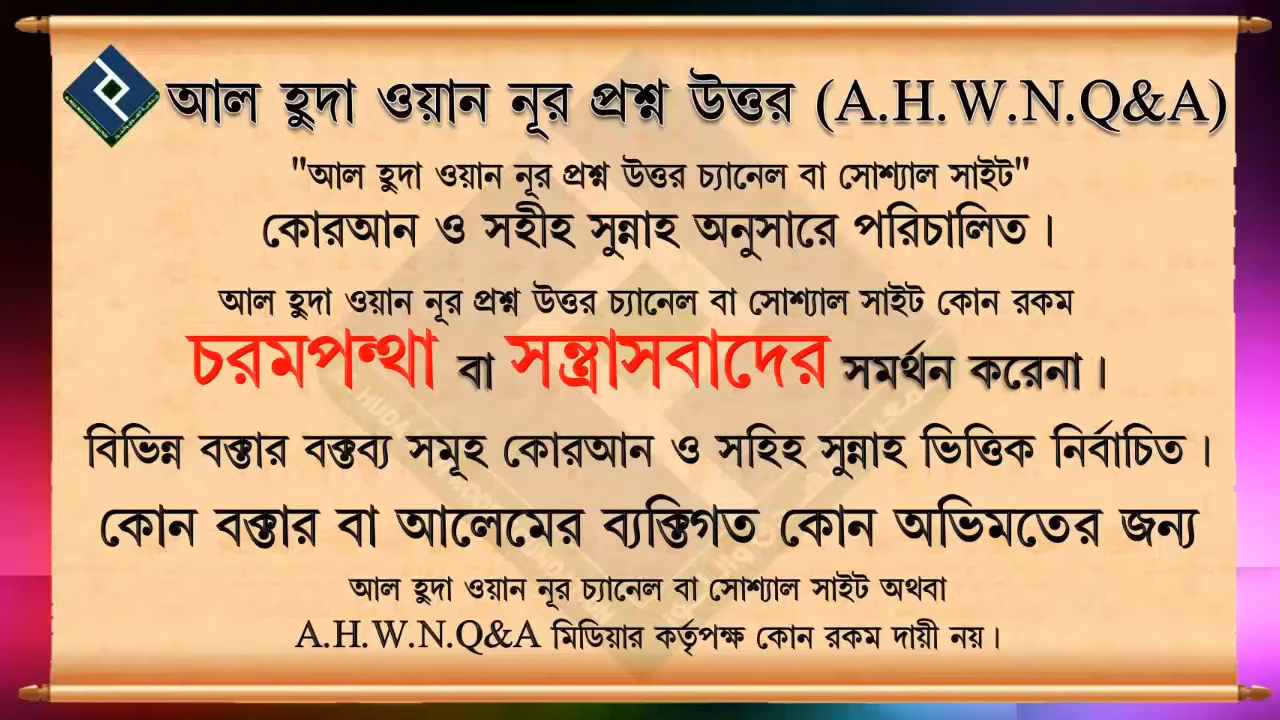 আল হুদা ওয়ান নূর প্রশ্ন উত্তর (A.H.W.N.Q&A)
"আল হুদা ওয়ান নূর প্রশ্ন উত্তর চ্যানেল বা সোশ্যাল সাইট"
কোরআন ও সহীহ সুন্নাহ অনুসারে পরিচালিত।
আল হুদা ওয়ান নূর প্রশ্ন উত্তর চ্যানেল বা সোশ্যাল সাইট কোন রকম
চরমপন্থা বা সন্ত্রাসবাদের সমর্থন করেনা।
বিভিন্ন বক্তার বক্তব্য সমূহ কোরআন ও সহিহ সুন্নাহ ভিত্তিক নির্বাচিত।
কোন বক্তার বা আলেমের ব্যক্তিগত কোন অভিমতের জন্য
আল হুদা ওয়ান নূর চ্যানেল বা সোশ্যাল সাইট অথবা
A.H.W.N.Q&A মিডিয়ার কর্তৃপক্ষ কোন রকম দায়ী নয়।